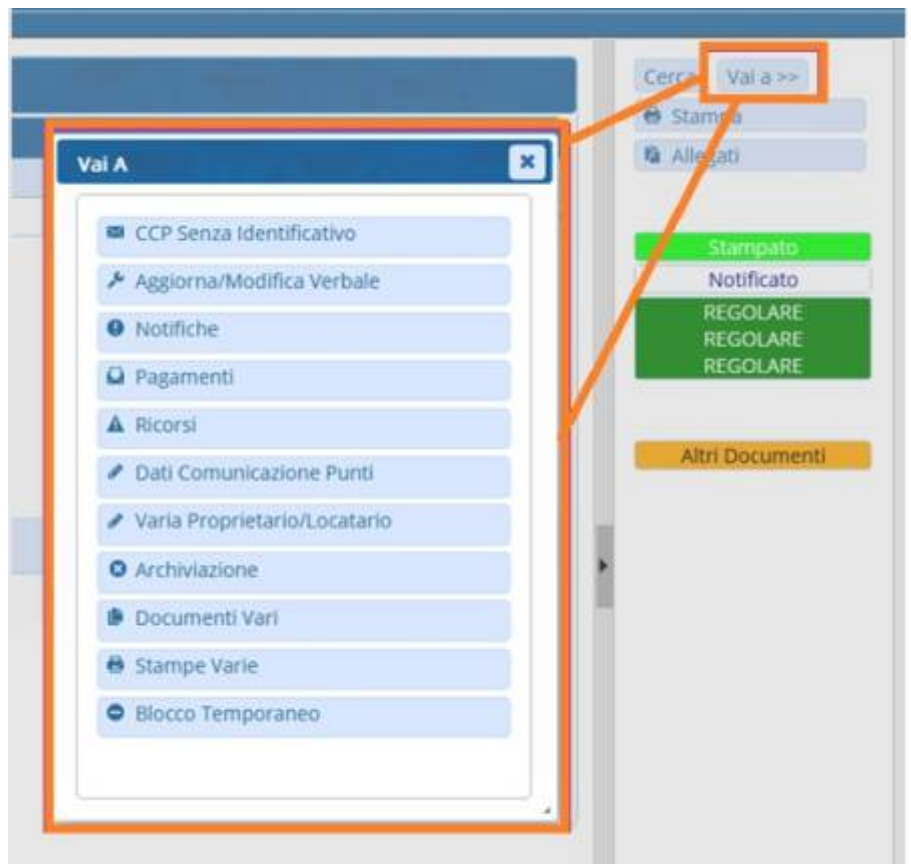 Cerca Vai a >>
Stampa
Allegati
Vai A
CCP Senza Identificativo
Aggiorna/Modifica Verbale
Notifiche
Pagamenti
Ricorsi
Dati Comunicazione Punti
Varia Proprietario/Locatario
Archiviazione
Documenti Vari
Stampe Varie
Blocco Temporaneo
Stampato
Notificato
REGOLARE
REGOLARE
REGOLARE
Altri Documenti